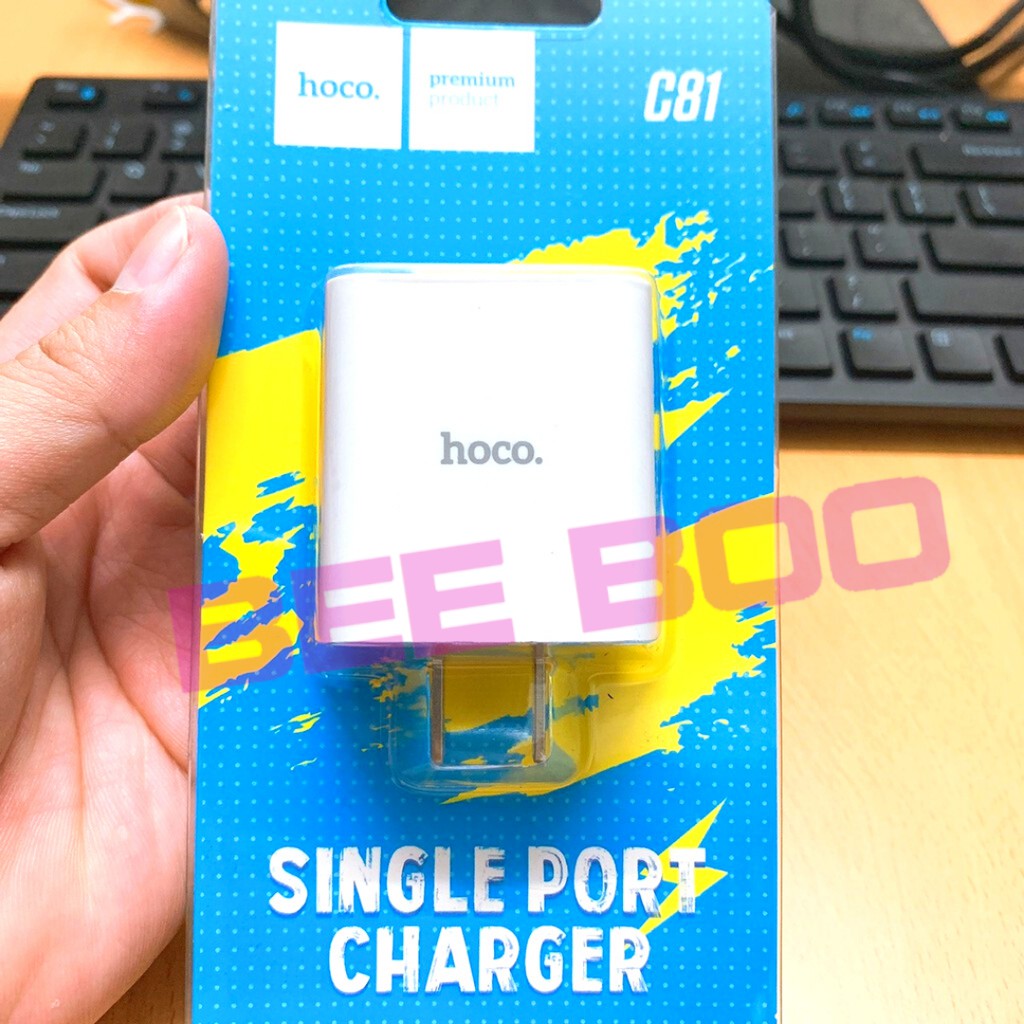 hoco.
premium
product
C81
hoco.
BEE BOO
SINGLE PORT
CHARGER